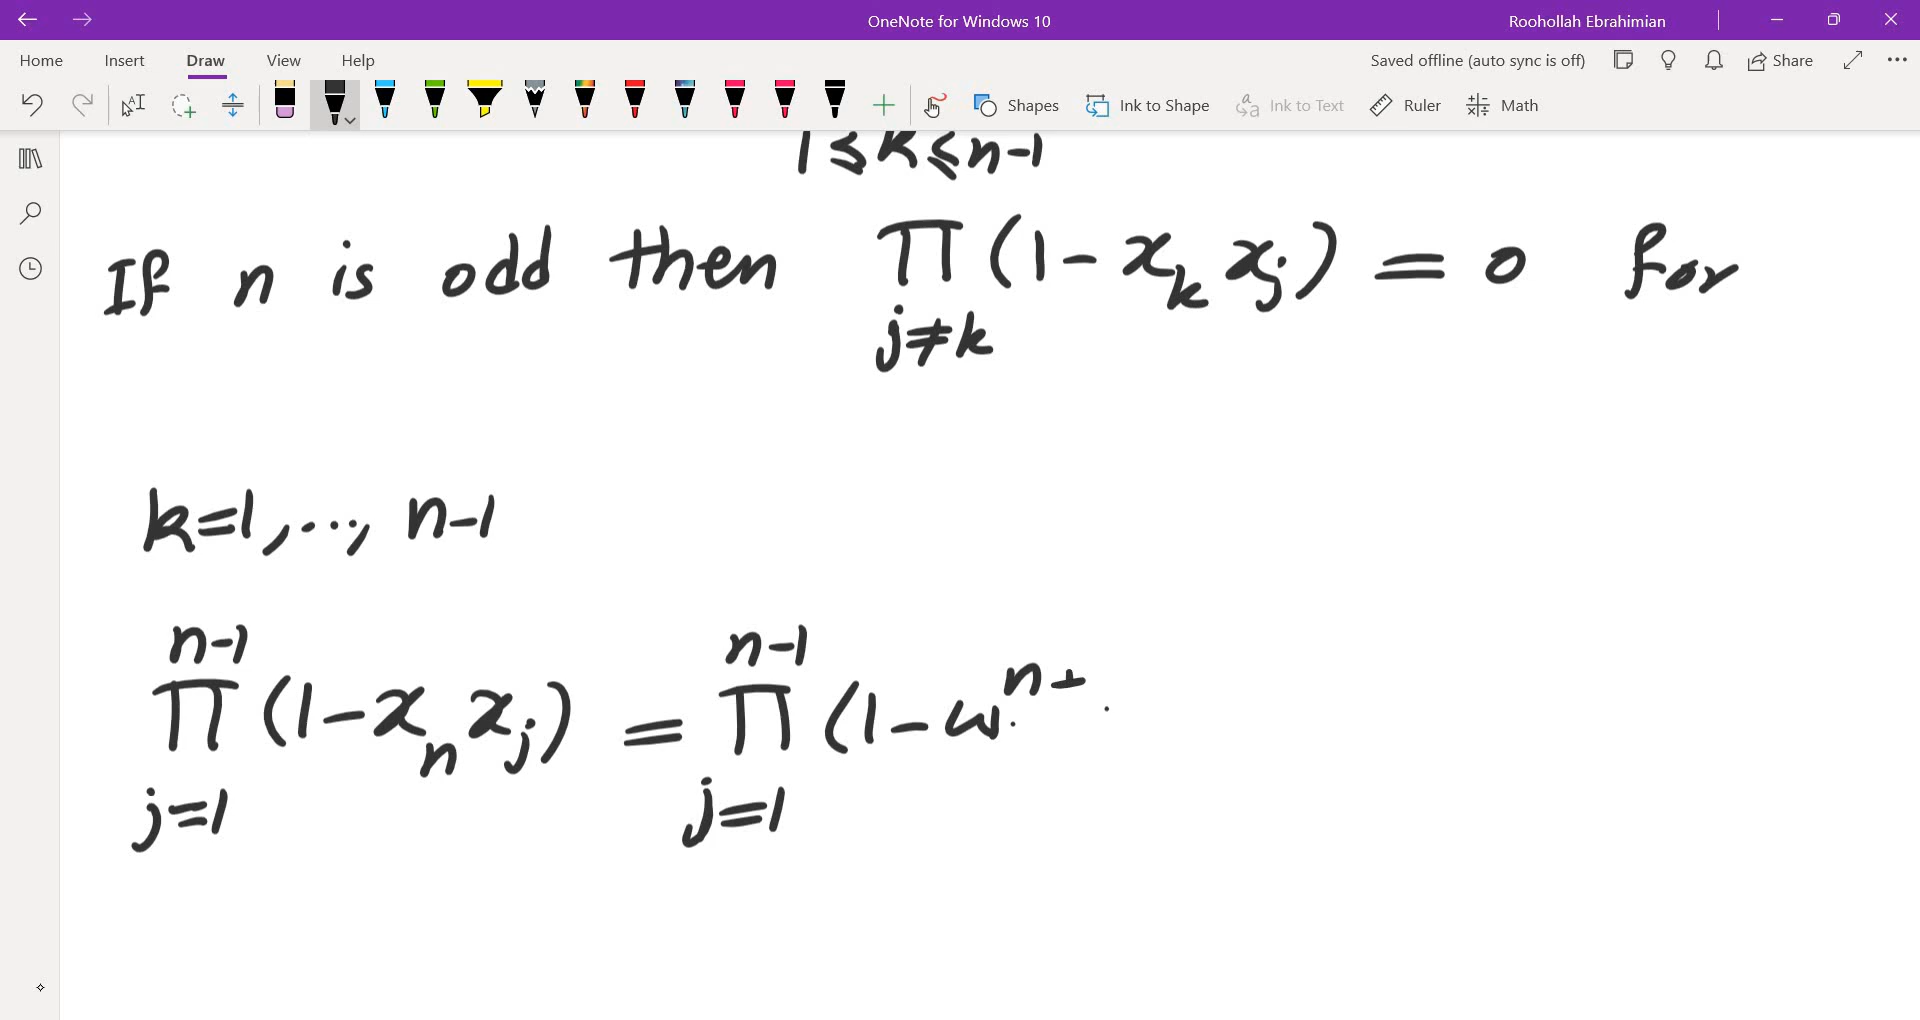 OneNote for Windows 10
Roohollah Ebrahimian
Home Insert Draw View Help
Saved offline (auto sync is off) Share
Shapes Ink to Shape Ink to Text Ruler Math
1 ≤ k ≤ n-1
If n is odd then ∏ (1 - x_k x_j) = 0 for
j≠k
k=1, ..., n-1
n-1 n-1
∏ (1 - x_n x_j) = ∏ (1 - ω^{n+
j=1 j=1